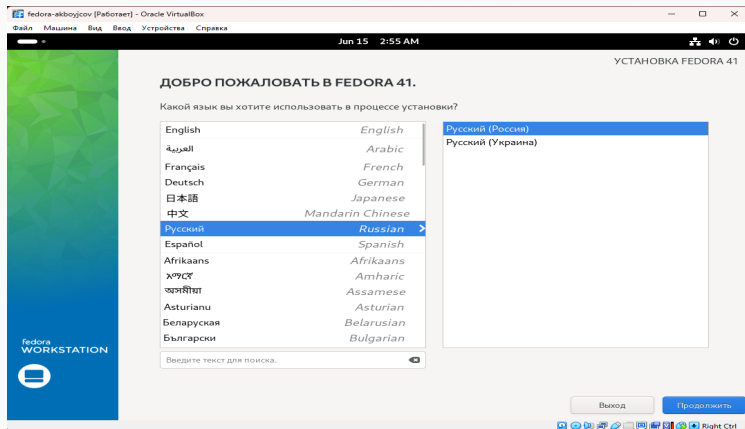 fedora-akboyjcov [Работает] - Oracle VirtualBox
Файл Машина Вид Ввод Устройства Справка
Jun 15 2:55 AM
УСТАНОВКА FEDORA 41
ДОБРО ПОЖАЛОВАТЬ В FEDORA 41.
Какой язык вы хотите использовать в процессе установки?
English English
العربية Arabic
Français French
Deutsch German
日本語 Japanese
中文 Mandarin Chinese
Русский Russian
Español Spanish
Afrikaans Afrikaans
አማርኛ Amharic
অসমীয়া Assamese
Asturianu Asturian
Беларуская Belarusian
Български Bulgarian
Русский (Россия)
Русский (Украина)
Введите текст для поиска.
fedora
WORKSTATION
Выход Продолжить
Right Ctrl